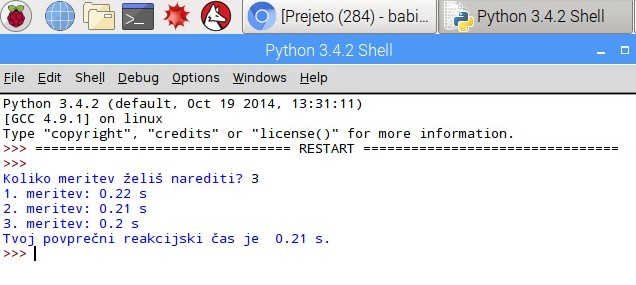 [Prejeto (284) - babi... Python 3.4.2 Shell
Python 3.4.2 Shell
File Edit Shell Debug Options Windows Help
Python 3.4.2 (default, Oct 19 2014, 13:31:11)
[GCC 4.9.1] on linux
Type "copyright", "credits" or "license()" for more information.
>>> ================================ RESTART ================================
>>>
Koliko meritev želiš narediti? 3
1. meritev: 0.22 s
2. meritev: 0.21 s
3. meritev: 0.2 s
Tvoj povprečni reakcijski čas je  0.21 s.
>>>